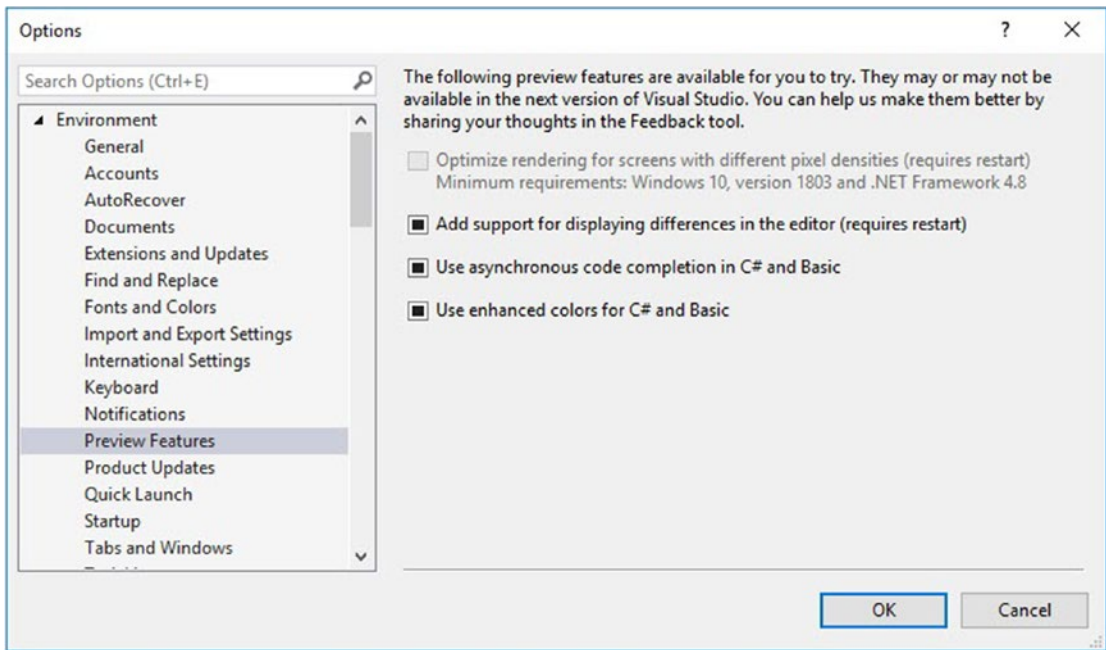 Options
?
Search Options (Ctrl+E)
Environment
General
Accounts
AutoRecover
Documents
Extensions and Updates
Find and Replace
Fonts and Colors
Import and Export Settings
International Settings
Keyboard
Notifications
Preview Features
Product Updates
Quick Launch
Startup
Tabs and Windows
The following preview features are available for you to try. They may or may not be
available in the next version of Visual Studio. You can help us make them better by
sharing your thoughts in the Feedback tool.
Optimize rendering for screens with different pixel densities (requires restart)
Minimum requirements: Windows 10, version 1803 and .NET Framework 4.8
Add support for displaying differences in the editor (requires restart)
Use asynchronous code completion in C# and Basic
Use enhanced colors for C# and Basic
OK
Cancel